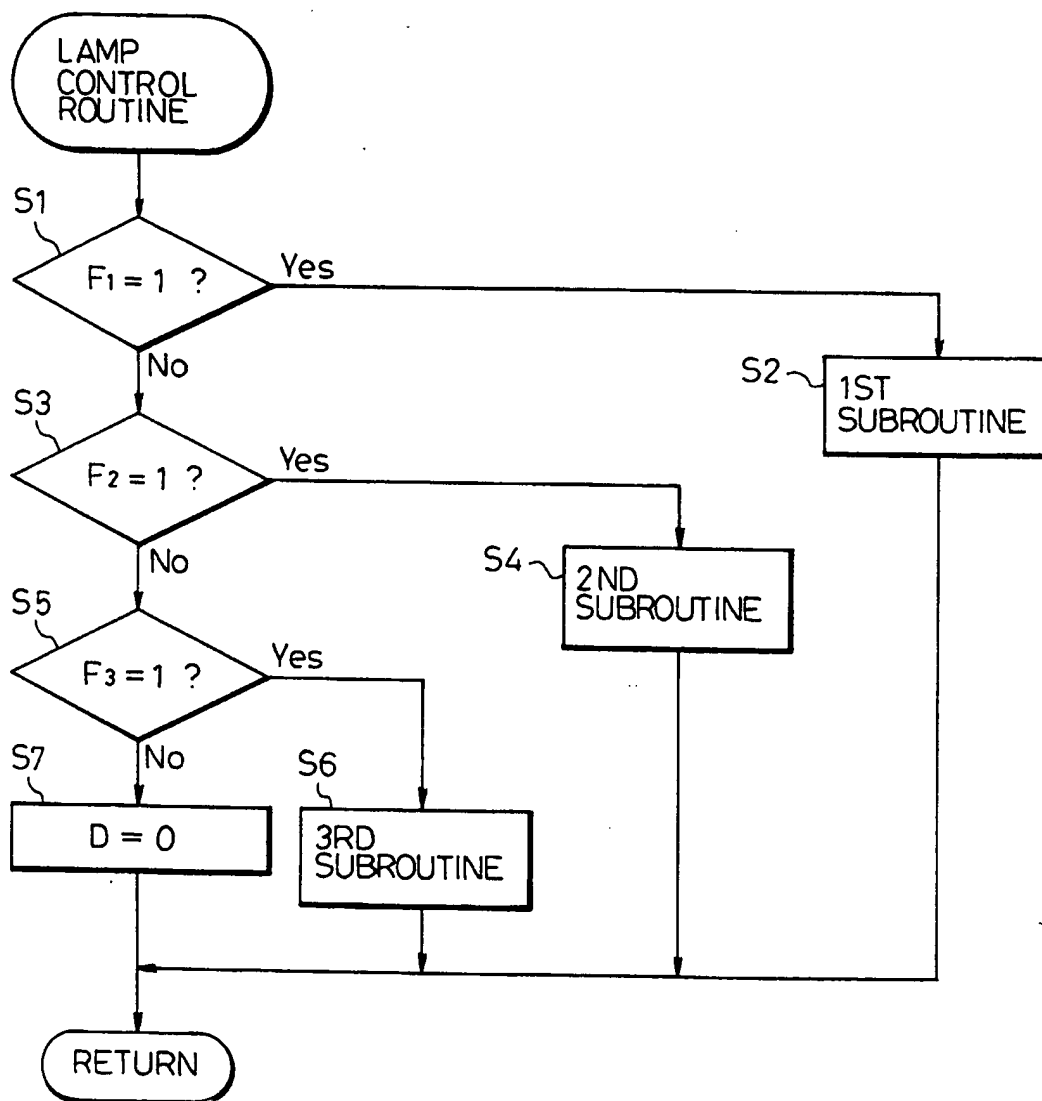 LAMP
CONTROL
ROUTINE
S1
F1 = 1 ?
Yes
No
S2
1ST
SUBROUTINE
S3
F2 = 1 ?
Yes
No
S4
2ND
SUBROUTINE
S5
F3 = 1 ?
Yes
No
S6
3RD
SUBROUTINE
S7
D = 0
RETURN